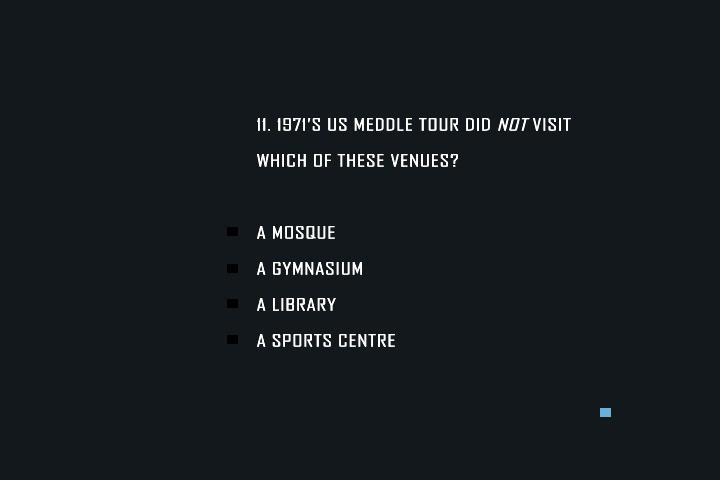 11. 1971'S US MEDDLE TOUR DID NOT VISIT
WHICH OF THESE VENUES?
A MOSQUE
A GYMNASIUM
A LIBRARY
A SPORTS CENTRE